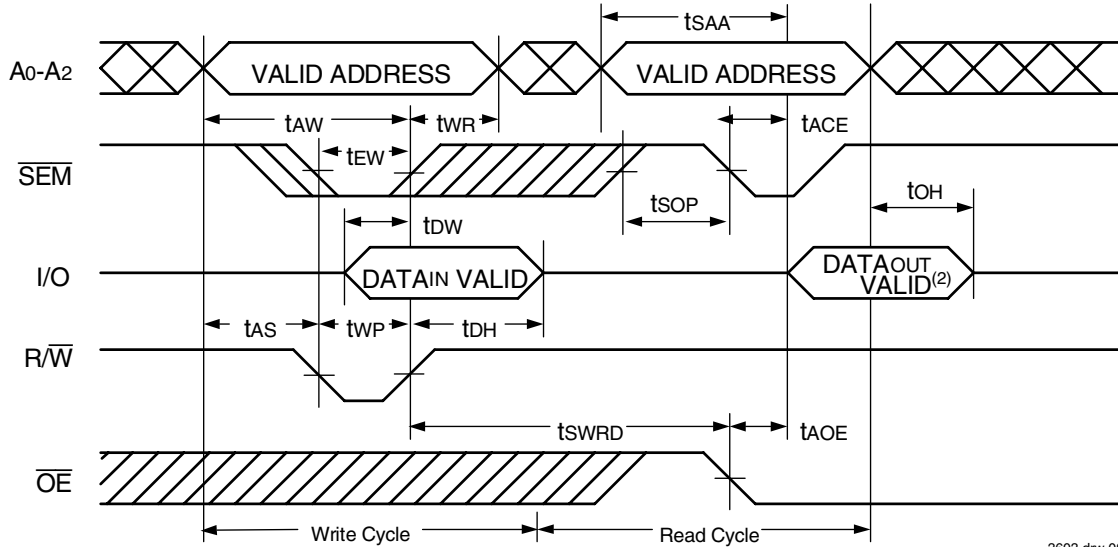 tSAA
A0-A2
VALID ADDRESS
VALID ADDRESS
tAW
tWR
tACE
tEW
SEM
tSOP
tOH
tDW
I/O
DATAIN VALID
DATAOUT
VALID(2)
tAS
tWP
tDH
R/W
tSWRD
tAOE
OE
Write Cycle
Read Cycle